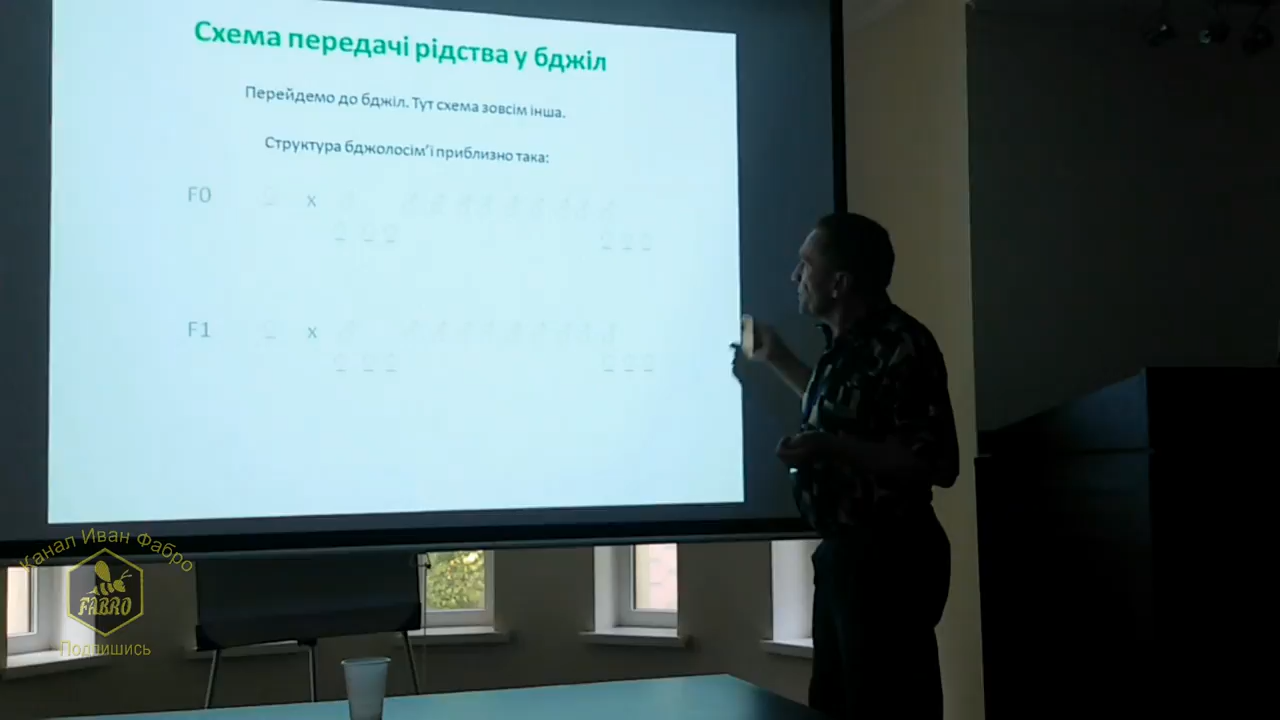 Схема передачі рідства у бджіл
Перейдемо до бджіл. Тут схема зовсім інша.
Структура бджолосім'ї приблизно така:
F0 x
F1 x
Канал Иван Фабро
FABRO
Подпишись